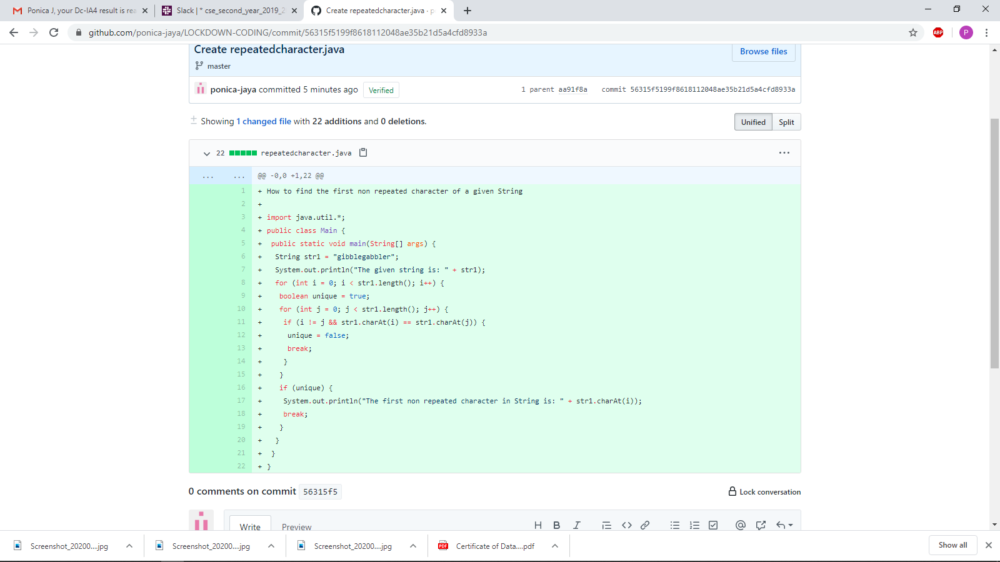 Ponica J, your Dc-IA4 result is rea
Slack | * cse_second_year_2019_2
Create repeatedcharacter.java · p
github.com/ponica-jaya/LOCKDOWN-CODING/commit/56315f5199f8618112048ae35b21d5a4cfd8933a
ABP
P
Create repeatedcharacter.java
Browse files
master
ponica-jaya committed 5 minutes ago Verified
1 parent aa91f8a commit 56315f5199f8618112048ae35b21d5a4cfd8933a
Showing 1 changed file with 22 additions and 0 deletions.
Unified Split
22 repeatedcharacter.java
... ... @@ -0,0 +1,22 @@
1 + How to find the first non repeated character of a given String
2 +
3 + import java.util.*;
4 + public class Main {
5 + public static void main(String[] args) {
6 + String str1 = "gibblegabbler";
7 + System.out.println("The given string is: " + str1);
8 + for (int i = 0; i < str1.length(); i++) {
9 + boolean unique = true;
10 + for (int j = 0; j < str1.length(); j++) {
11 + if (i != j && str1.charAt(i) == str1.charAt(j)) {
12 + unique = false;
13 + break;
14 + }
15 + }
16 + if (unique) {
17 + System.out.println("The first non repeated character in String is: " + str1.charAt(i));
18 + break;
19 + }
20 + }
21 + }
22 + }
0 comments on commit 56315f5
Lock conversation
Write Preview
Screenshot_20200....jpg
Screenshot_20200....jpg
Screenshot_20200....jpg
PDF Certificate of Data....pdf
Show all